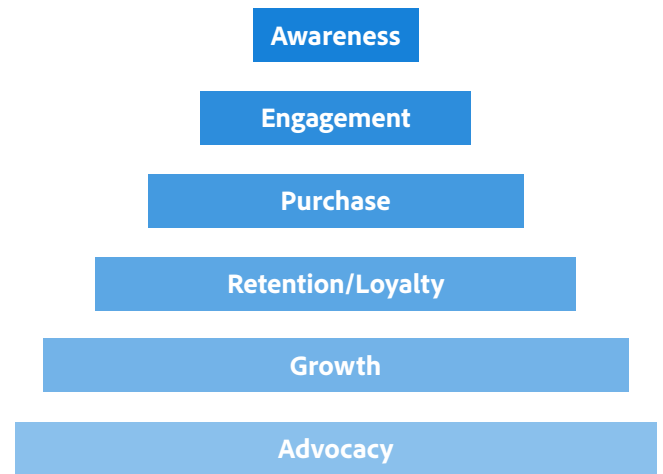 Awareness
Engagement
Purchase
Retention/Loyalty
Growth
Advocacy